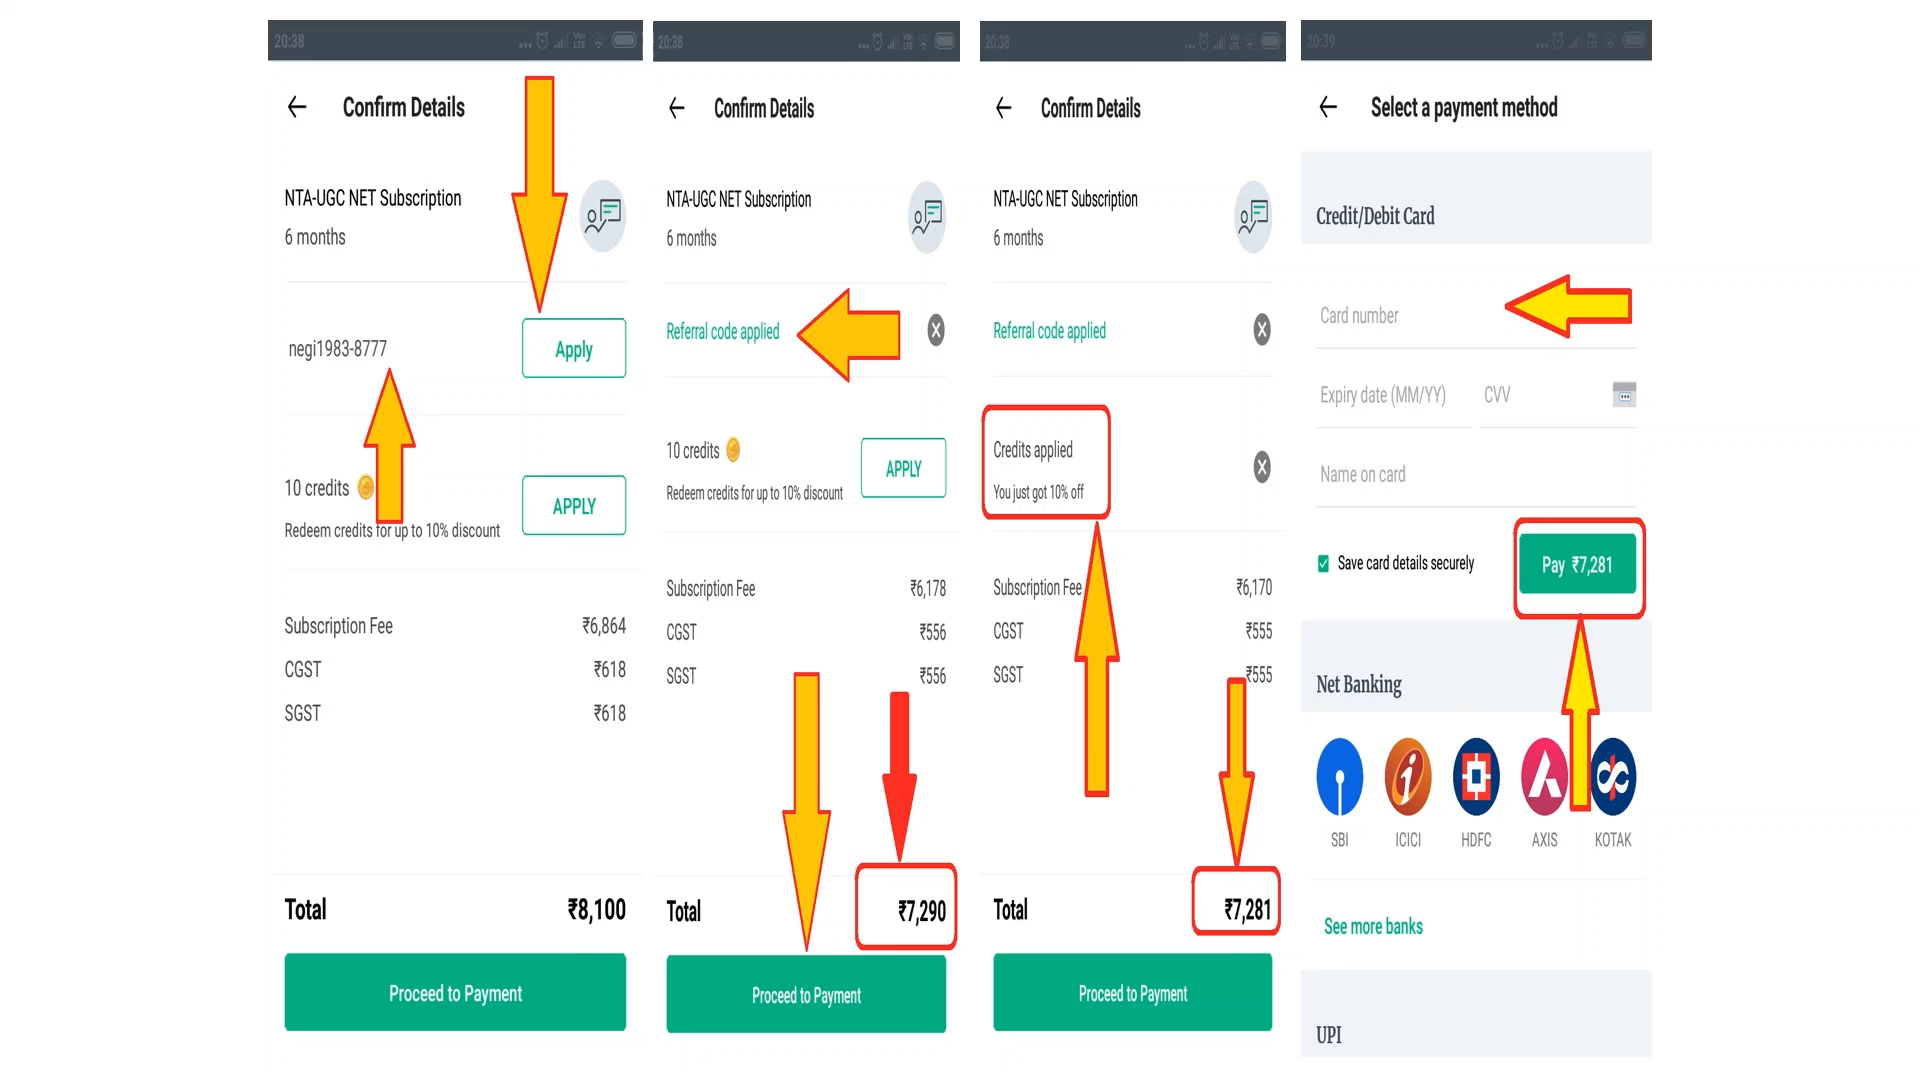 20:38
Confirm Details
NTA-UGC NET Subscription
6 months
negi1983-8777
Apply
10 credits
APPLY
Redeem credits for up to 10% discount
Subscription Fee ₹6,864
CGST ₹618
SGST ₹618
Total ₹8,100
Proceed to Payment
20:38
Confirm Details
NTA-UGC NET Subscription
6 months
Referral code applied
10 credits
APPLY
Redeem credits for up to 10% discount
Subscription Fee ₹6,178
CGST ₹556
SGST ₹556
Total ₹7,290
Proceed to Payment
20:38
Confirm Details
NTA-UGC NET Subscription
6 months
Referral code applied
Credits applied
You just got 10% off
Subscription Fee ₹6,170
CGST ₹555
SGST ₹555
Total ₹7,281
Proceed to Payment
20:39
Select a payment method
Credit/Debit Card
Card number
Expiry date (MM/YY) CVV
Name on card
Save card details securely
Pay ₹7,281
Net Banking
SBI ICICI HDFC AXIS KOTAK
See more banks
UPI